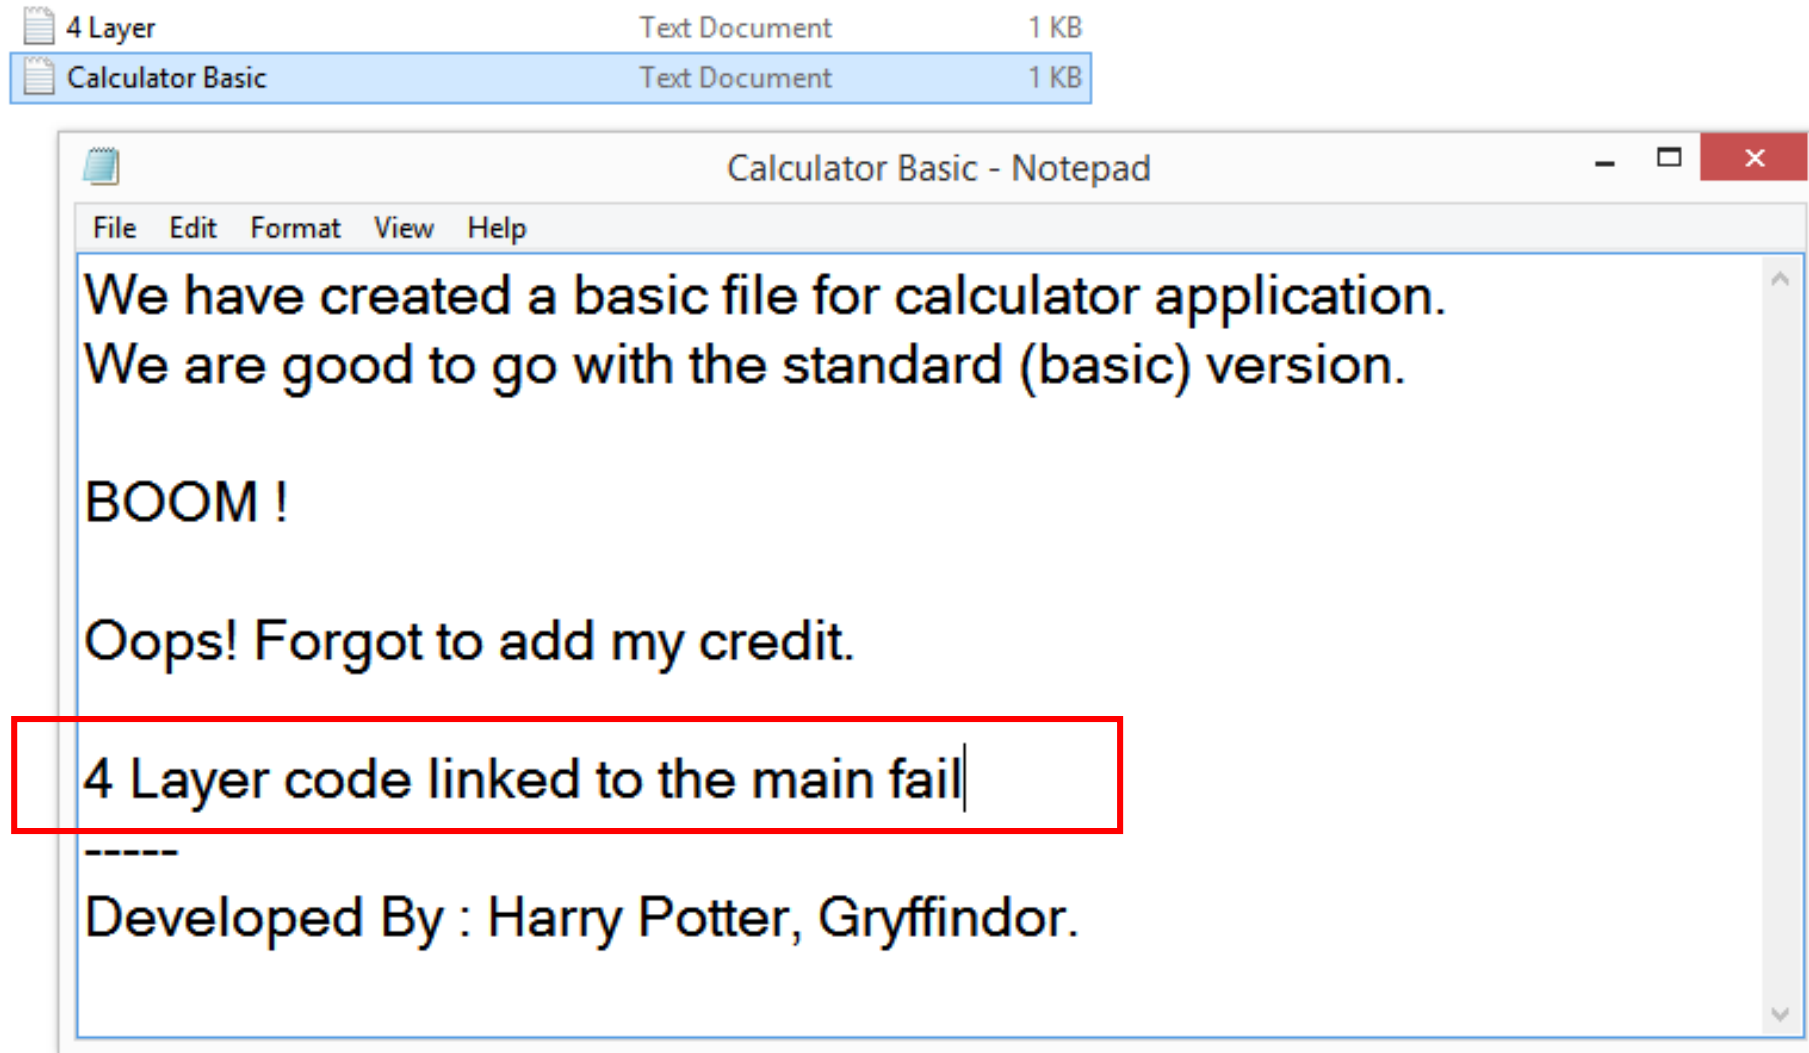 4 Layer Text Document 1 KB
Calculator Basic Text Document 1 KB
Calculator Basic - Notepad
File Edit Format View Help
We have created a basic file for calculator application.
We are good to go with the standard (basic) version.
BOOM !
Oops! Forgot to add my credit.
4 Layer code linked to the main fail
-----
Developed By : Harry Potter, Gryffindor.